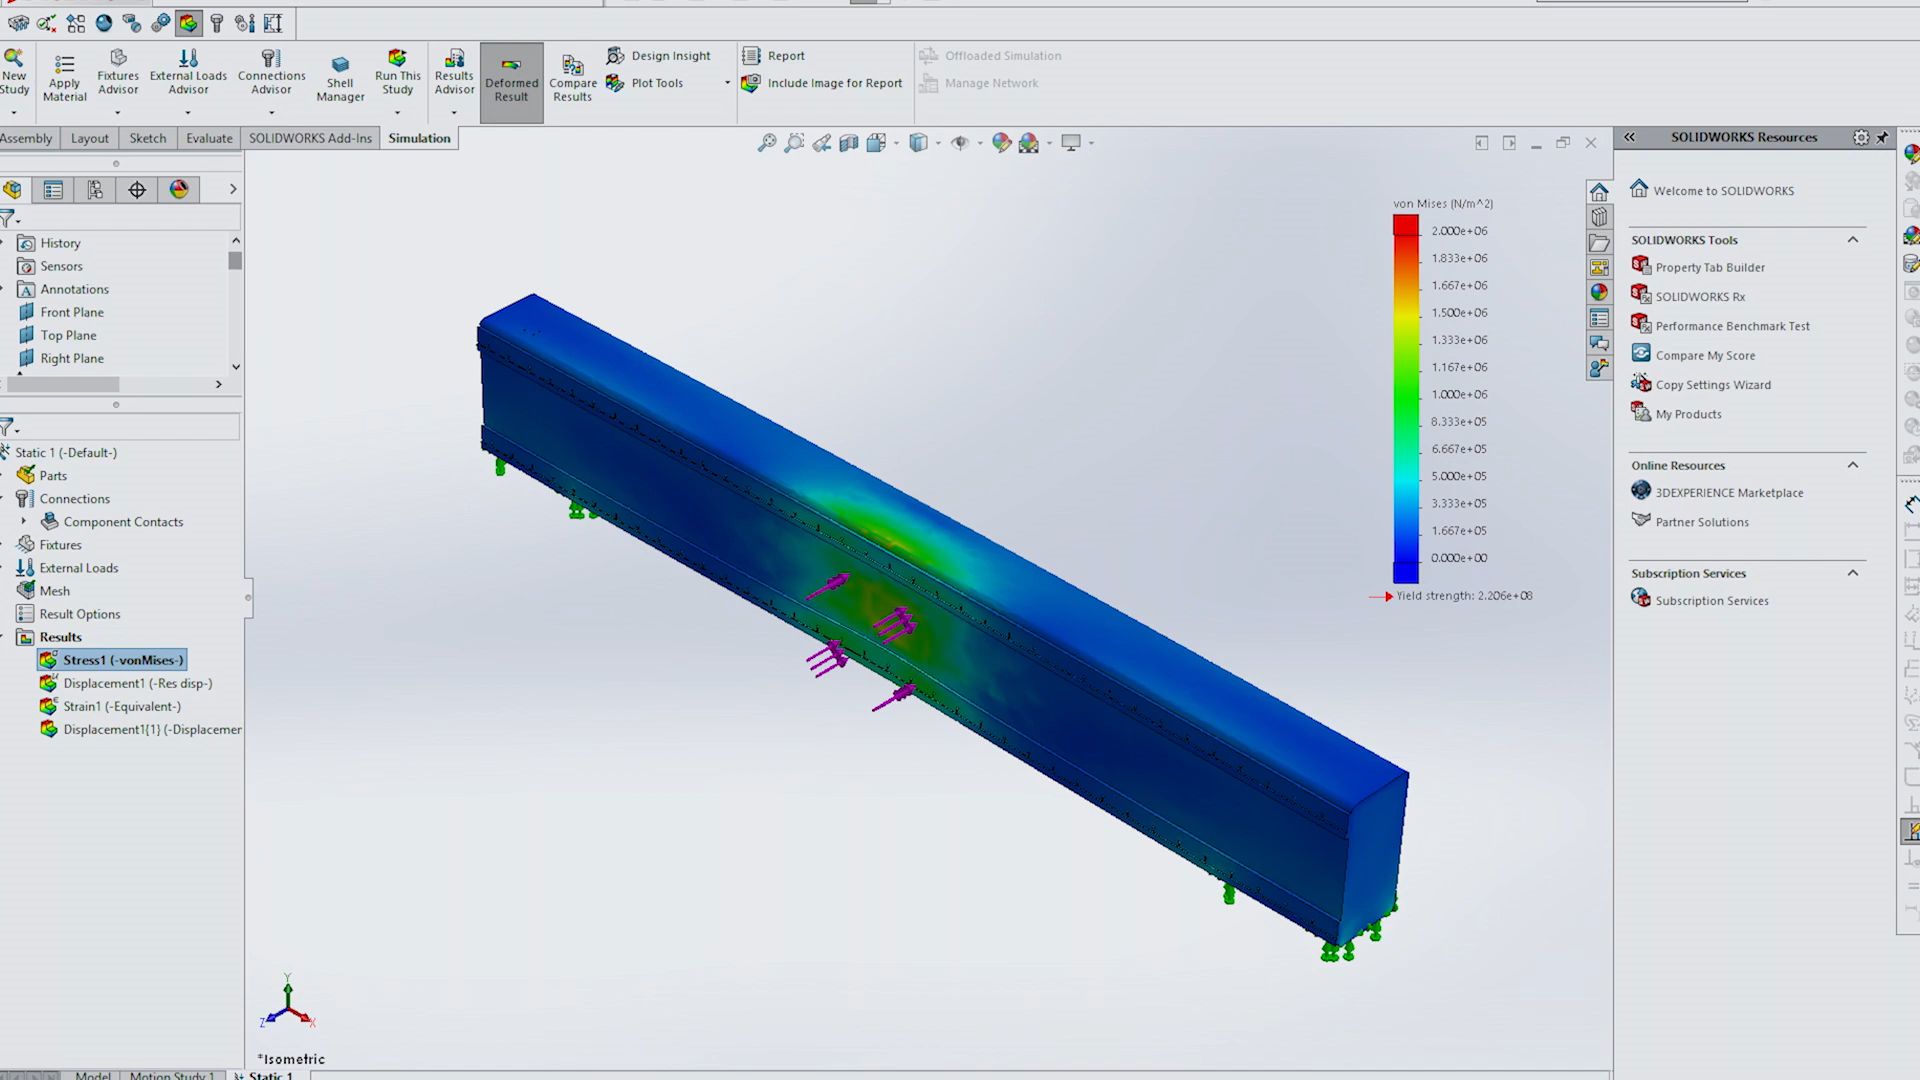 New Study
Apply Material
Fixtures Advisor
External Loads Advisor
Connections Advisor
Shell Manager
Run This Study
Results Advisor
Deformed Result
Compare Results
Design Insight
Plot Tools
Report
Include Image for Report
Offloaded Simulation
Manage Network
Assembly
Layout
Sketch
Evaluate
SOLIDWORKS Add-Ins
Simulation
History
Sensors
Annotations
Front Plane
Top Plane
Right Plane
Static 1 (-Default-)
Parts
Connections
Component Contacts
Fixtures
External Loads
Mesh
Result Options
Results
Stress1 (-vonMises-)
Displacement1 (-Res disp-)
Strain1 (-Equivalent-)
Displacement1{1} (-Displacemer
von Mises (N/m^2)
2.000e+06
1.833e+06
1.667e+06
1.500e+06
1.333e+06
1.167e+06
1.000e+06
8.333e+05
6.667e+05
5.000e+05
3.333e+05
1.667e+05
0.000e+00
Yield strength: 2.206e+08
Y
Z
X
*Isometric
Model
Motion Study 1
Static 1
SOLIDWORKS Resources
Welcome to SOLIDWORKS
SOLIDWORKS Tools
Property Tab Builder
SOLIDWORKS Rx
Performance Benchmark Test
Compare My Score
Copy Settings Wizard
My Products
Online Resources
3DEXPERIENCE Marketplace
Partner Solutions
Subscription Services
Subscription Services